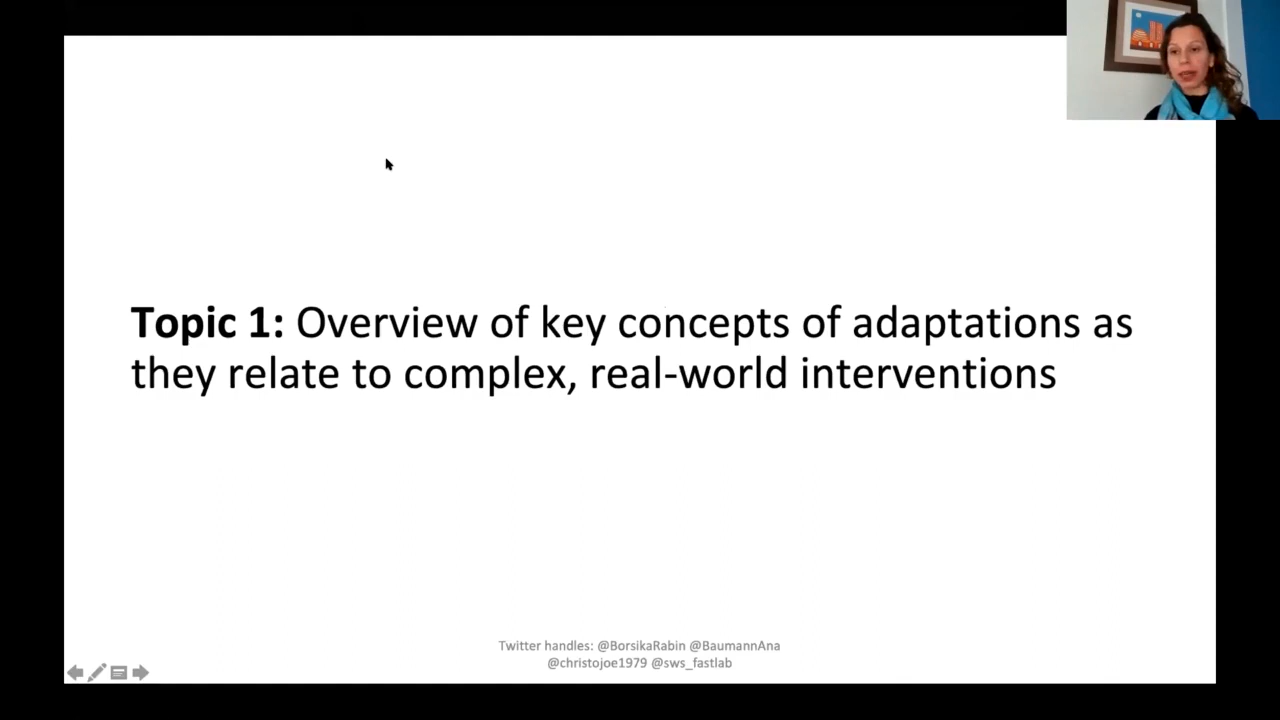 Topic 1: Overview of key concepts of adaptations as
they relate to complex, real-world interventions
Twitter handles: @BorsikaRabin @BaumannAna
@christojoe1979 @sws_fastlab